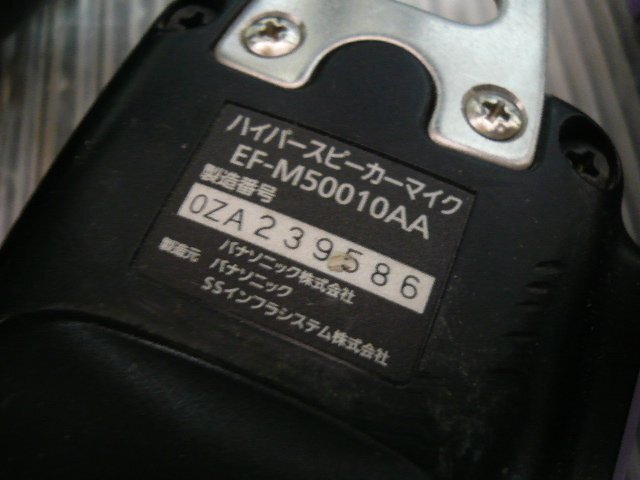 ハイパースピーカーマイク
EF-M50010AA
製造番号
0ZA239586
製造元 パナソニック株式会社
パナソニック
SSインフラシステム株式会社